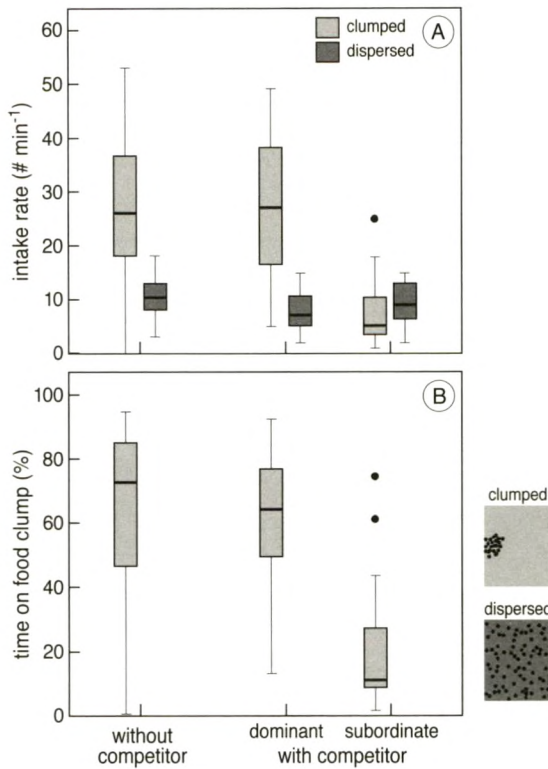 60
50
40
30
20
10
0
intake rate (# min⁻¹)
clumped
dispersed
A
100
80
60
40
20
0
time on food clump (%)
B
clumped
dispersed
without
competitor
dominant
subordinate
with competitor